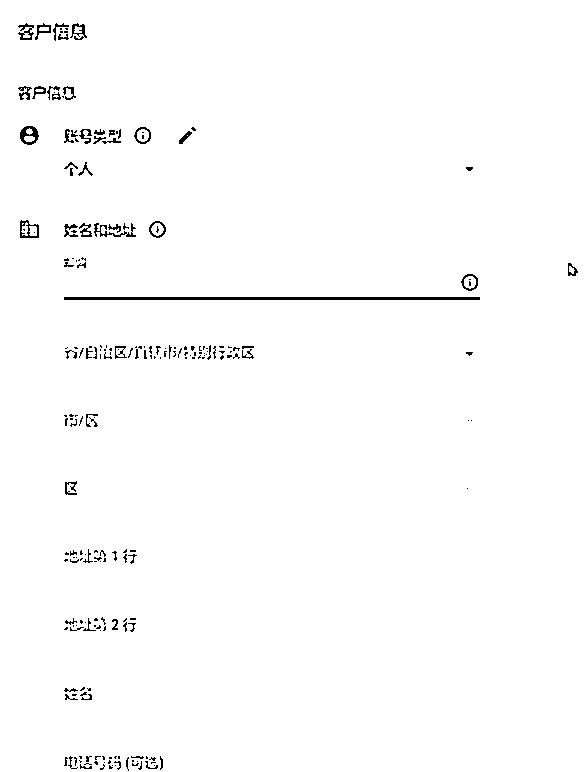 客户信息
客户信息
账号类型
个人
姓名和地址
邮编
省/自治区/直辖市/特别行政区
市/区
区
地址第 1 行
地址第 2 行
姓名
电话号码 (可选)